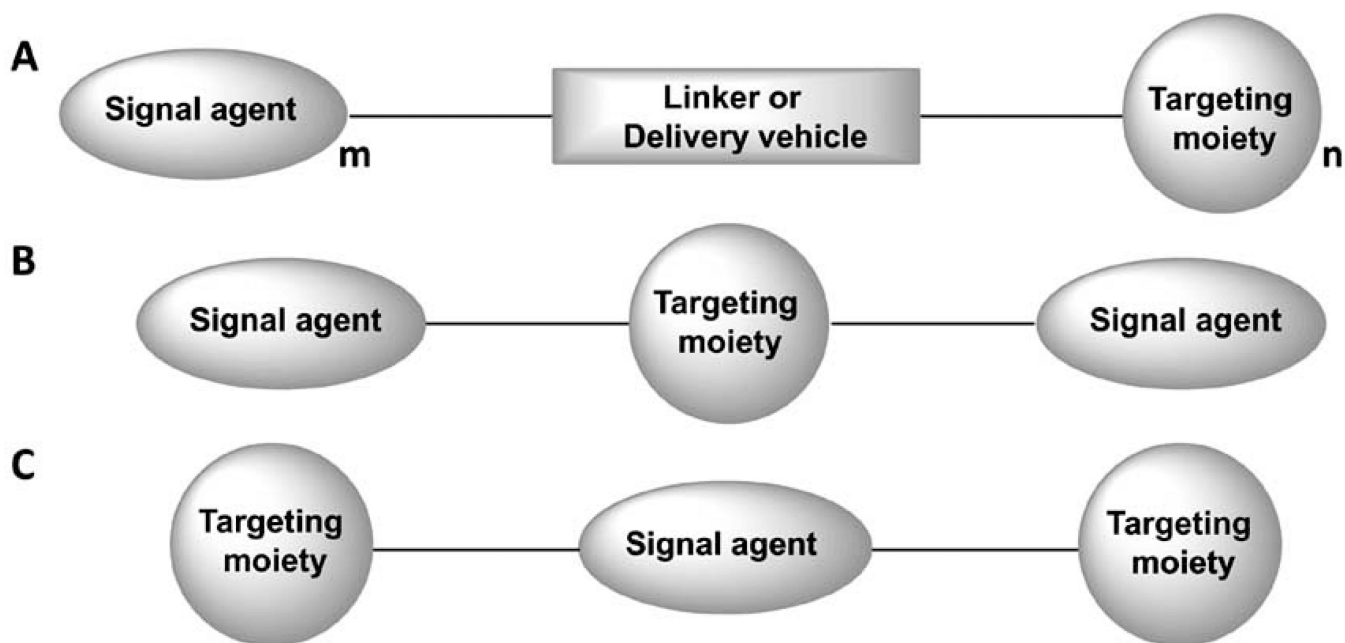 A
Signal agent
m
Linker or
Delivery vehicle
Targeting
moiety
n
B
Signal agent
Targeting
moiety
Signal agent
C
Targeting
moiety
Signal agent
Targeting
moiety